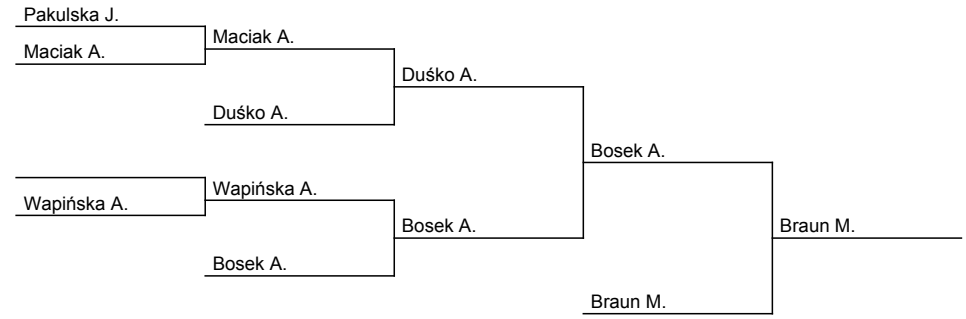 Pakulska J.
Maciak A.
Maciak A.
Duśko A.
Duśko A.
Bosek A.
Wapińska A.
Wapińska A.
Bosek A.
Braun M.
Bosek A.
Braun M.